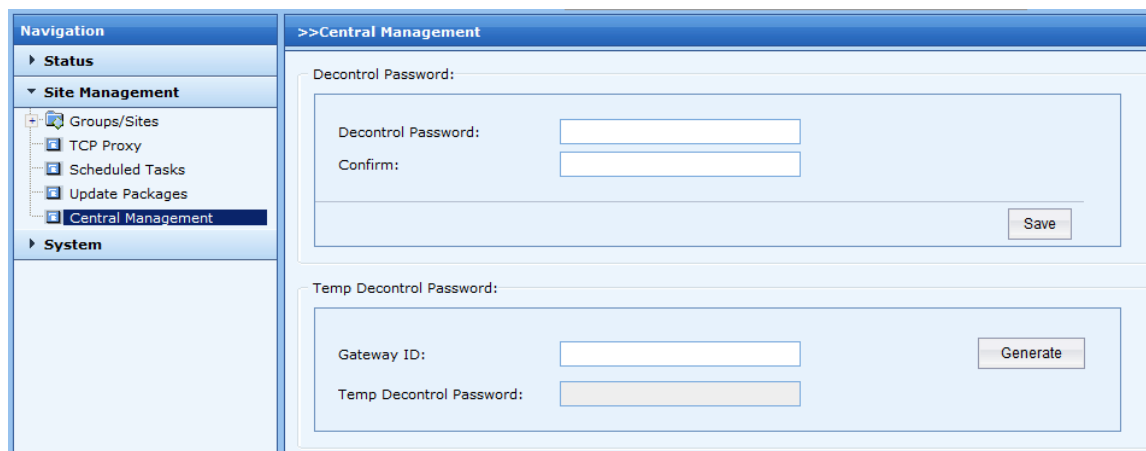 Navigation
Status
Site Management
Groups/Sites
TCP Proxy
Scheduled Tasks
Update Packages
Central Management
System
>>Central Management
Decontrol Password:
Decontrol Password:
Confirm:
Save
Temp Decontrol Password:
Gateway ID:
Generate
Temp Decontrol Password: